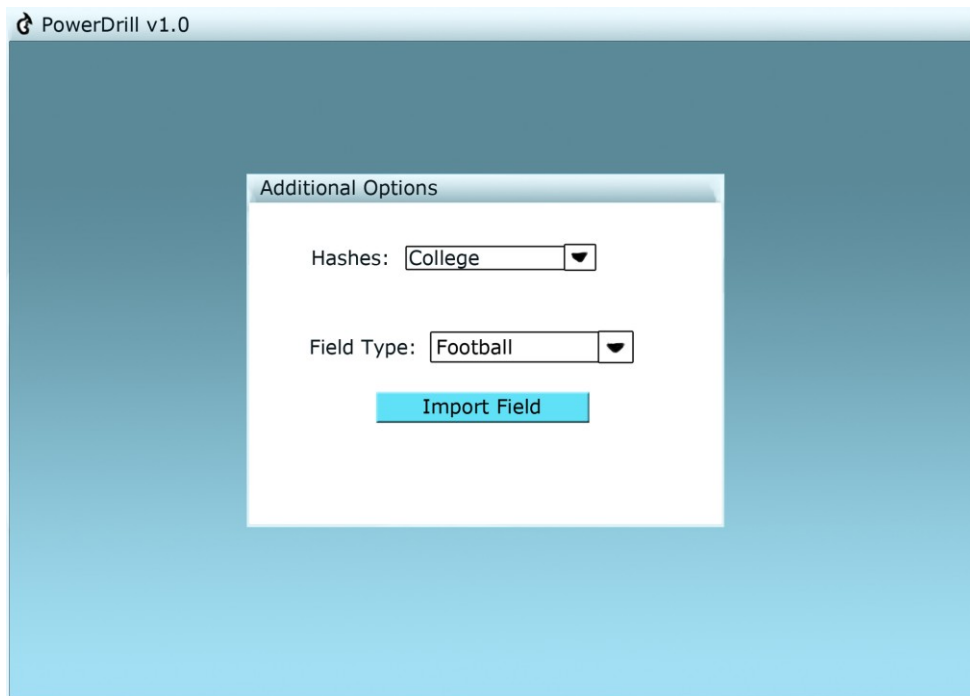 PowerDrill v1.0
Additional Options
Hashes: College
Field Type: Football
Import Field